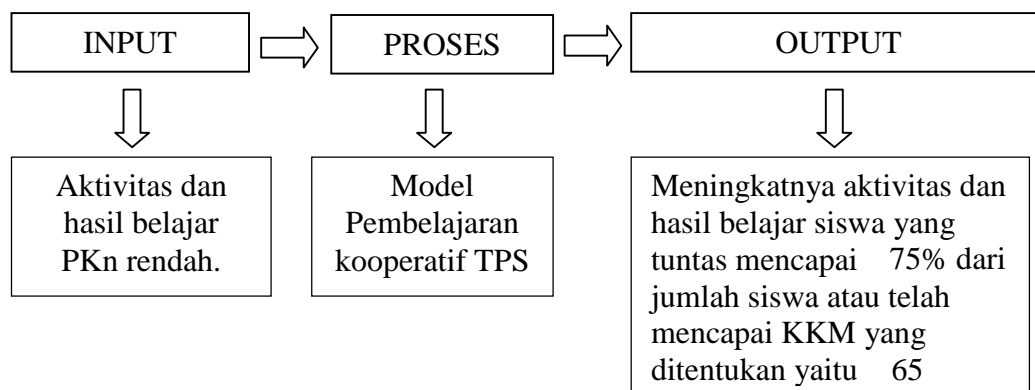 INPUT
PROSES
OUTPUT
Aktivitas dan
hasil belajar
PKn rendah.
Model
Pembelajaran
kooperatif TPS
Meningkatnya aktivitas dan
hasil belajar siswa yang
tuntas mencapai 75% dari
jumlah siswa atau telah
mencapai KKM yang
ditentukan yaitu 65